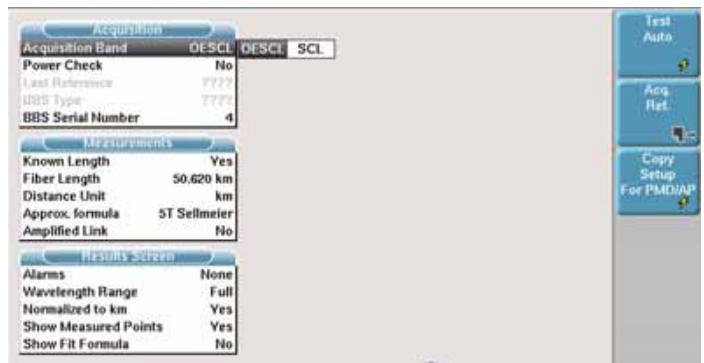 Acquisition
Acquisition Band OESCL OESCL SCL
Power Check No
Last Reference ????
BBS Type ????
BBS Serial Number 4
Measurements
Known Length Yes
Fiber Length 50.620 km
Distance Unit km
Approx. formula 5T Sellmeier
Amplified Link No
Results Screen
Alarms None
Wavelength Range Full
Normalized to km Yes
Show Measured Points Yes
Show Fit Formula No
Test
Auto
Acq.
Ref.
Copy
Setup
For PMD/AP